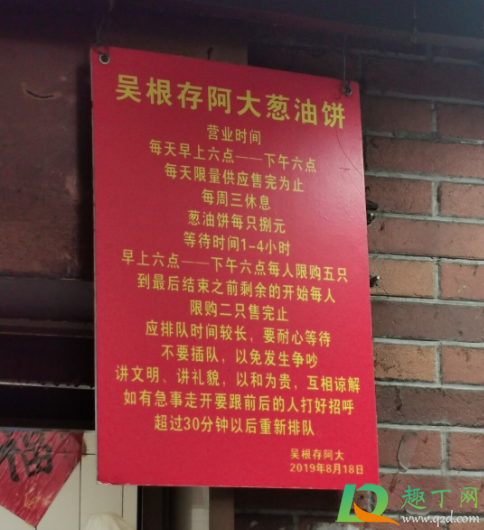 吴根存阿大葱油饼
营业时间
每天早上六点——下午六点
每天限量供应售完为止
每周三休息
葱油饼每只捌元
等待时间1-4小时
早上六点——下午六点每人限购五只
到最后结束之前剩余的开始每人
限购二只售完止
应排队时间较长，要耐心等待
不要插队，以免发生争吵
讲文明、讲礼貌，以和为贵，互相谅解
如有急事走开要跟前后的人打好招呼
超过30分钟以后重新排队
吴根存阿大
2019年8月18日
福
趣丁网
www.qzd.com